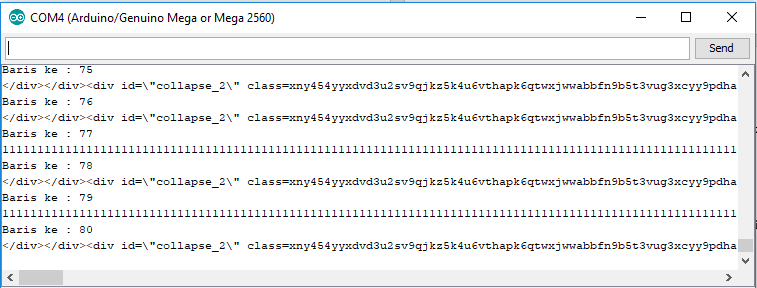 COM4 (Arduino/Genuino Mega or Mega 2560)
Send
Baris ke : 75
</div></div><div id=\"collapse_2\" class=xny454yyxdvd3u2sv9qjkz5k4u6vthapk6qtwxjwwabbfn9b5t3vug3xcyy9pdha
Baris ke : 76
</div></div><div id=\"collapse_2\" class=xny454yyxdvd3u2sv9qjkz5k4u6vthapk6qtwxjwwabbfn9b5t3vug3xcyy9pdha
Baris ke : 77
111111111111111111111111111111111111111111111111111111111111111111111111111111111111111111111111111111111
Baris ke : 78
</div></div><div id=\"collapse_2\" class=xny454yyxdvd3u2sv9qjkz5k4u6vthapk6qtwxjwwabbfn9b5t3vug3xcyy9pdha
Baris ke : 79
111111111111111111111111111111111111111111111111111111111111111111111111111111111111111111111111111111111
Baris ke : 80
</div></div><div id=\"collapse_2\" class=xny454yyxdvd3u2sv9qjkz5k4u6vthapk6qtwxjwwabbfn9b5t3vug3xcyy9pdha